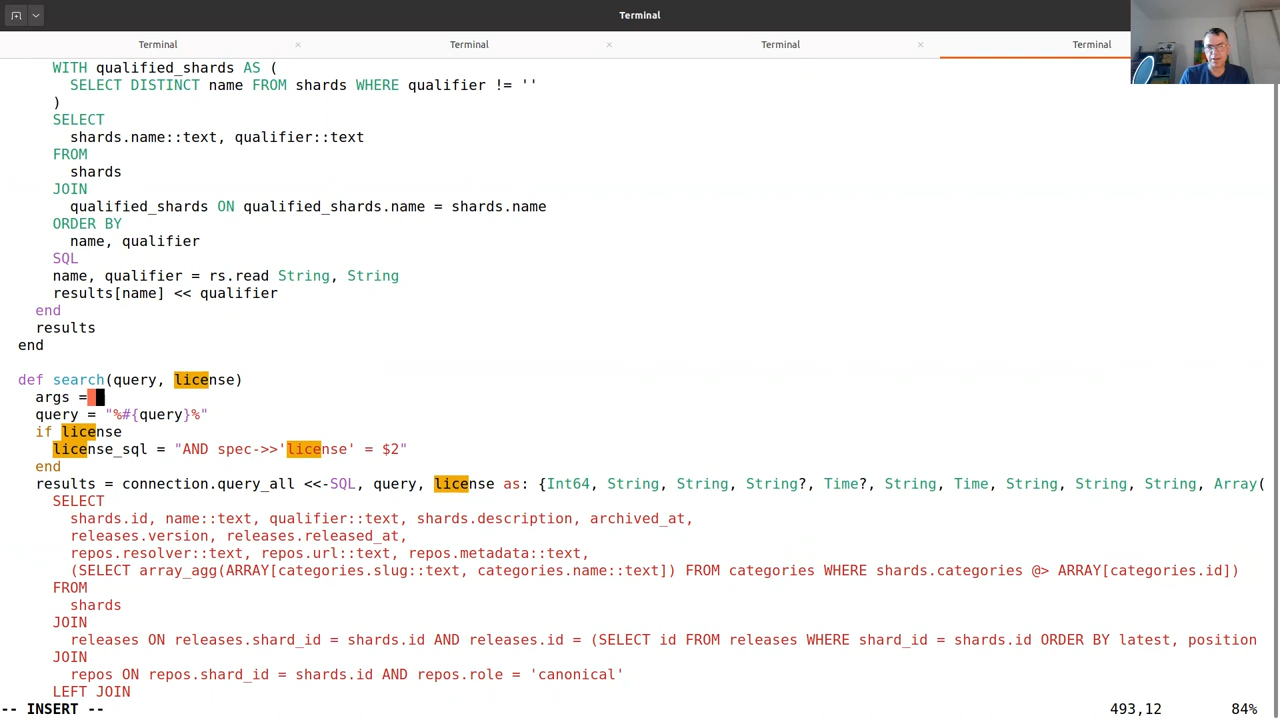 Terminal
Terminal × Terminal × Terminal × Terminal
WITH qualified_shards AS (
SELECT DISTINCT name FROM shards WHERE qualifier != ''
)
SELECT
shards.name::text, qualifier::text
FROM
shards
JOIN
qualified_shards ON qualified_shards.name = shards.name
ORDER BY
name, qualifier
SQL
name, qualifier = rs.read String, String
results[name] << qualifier
end
results
end
def search(query, license)
args =
query = "%#{query}%"
if license
license_sql = "AND spec->>'license' = $2"
end
results = connection.query_all <<-SQL, query, license as: {Int64, String, String, String?, Time?, String, Time, String, String, String, Array(
SELECT
shards.id, name::text, qualifier::text, shards.description, archived_at,
releases.version, releases.released_at,
repos.resolver::text, repos.url::text, repos.metadata::text,
(SELECT array_agg(ARRAY[categories.slug::text, categories.name::text]) FROM categories WHERE shards.categories @> ARRAY[categories.id])
FROM
shards
JOIN
releases ON releases.shard_id = shards.id AND releases.id = (SELECT id FROM releases WHERE shard_id = shards.id ORDER BY latest, position
JOIN
repos ON repos.shard_id = shards.id AND repos.role = 'canonical'
LEFT JOIN
-- INSERT -- 493,12 84%